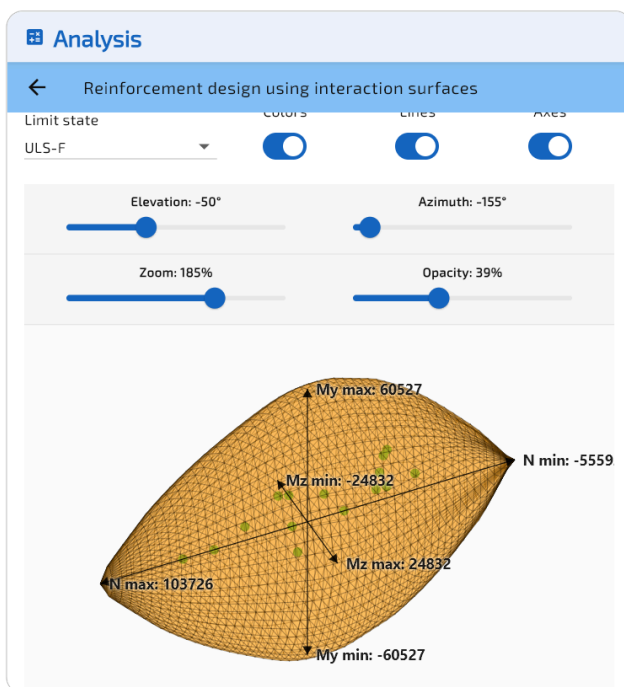 Analysis
Reinforcement design using interaction surfaces
Limit state
Colors
Lines
Axes
ULS-F
Elevation: -50°
Azimuth: -155°
Zoom: 185%
Opacity: 39%
My max: 60527
N min: -5559
Mz min: -24832
Mz max: 24832
N max: 103726
My min: -60527